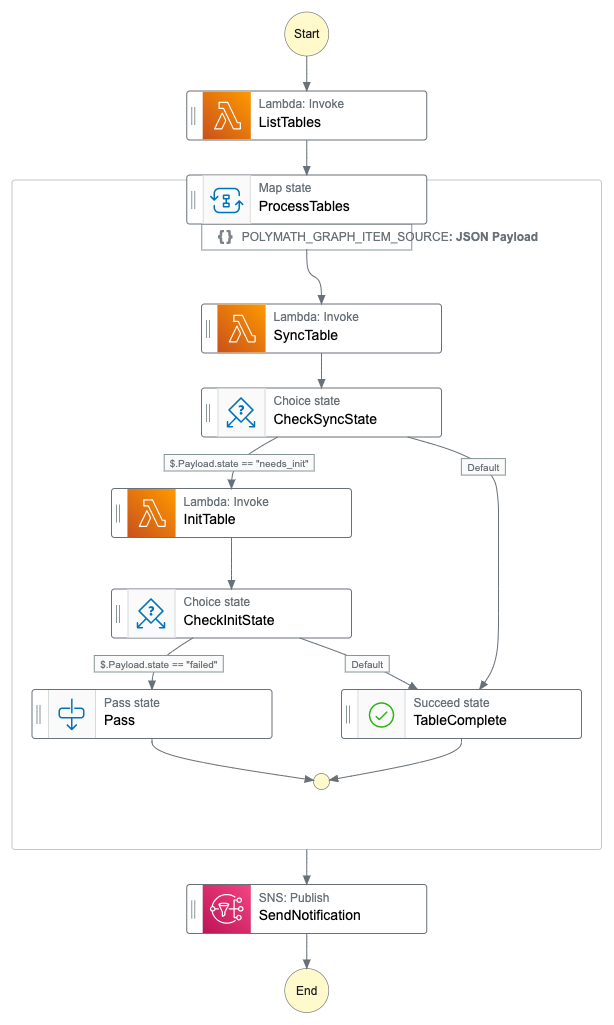 Start
Lambda: Invoke
ListTables
Map state
ProcessTables
{} POLYMATH_GRAPH_ITEM_SOURCE: JSON Payload
Lambda: Invoke
SyncTable
Choice state
CheckSyncState
$.Payload.state == "needs_init"
Default
Lambda: Invoke
InitTable
Choice state
CheckInitState
$.Payload.state == "failed"
Default
Pass state
Pass
Succeed state
TableComplete
SNS: Publish
SendNotification
End